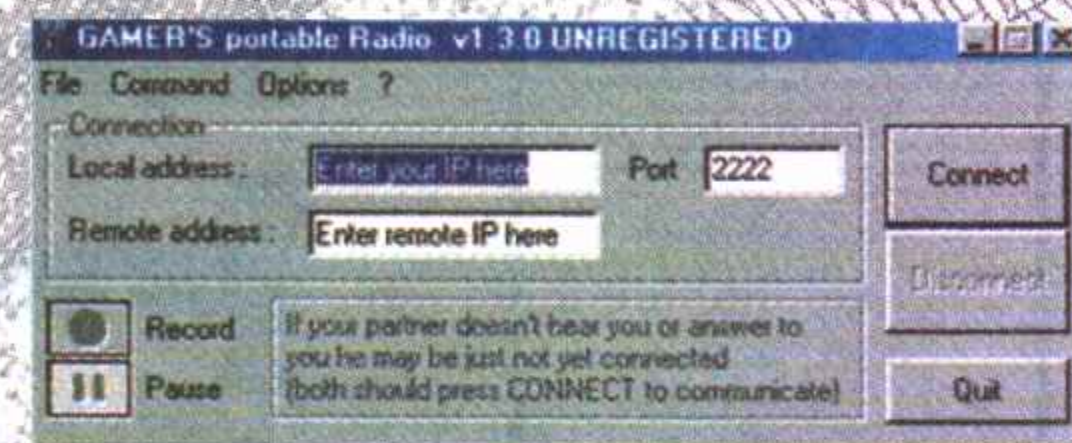 GAMER'S portable Radio v1.3.0 UNREGISTERED
File Command Options ?
Connection
Local address : Enter your IP here Port 2222
Remote address : Enter remote IP here
Connect
Disconnect
Record
Pause
If your partner doesn't hear you or answer to
you he may be just not yet connected
(both should press CONNECT to communicate)
Quit